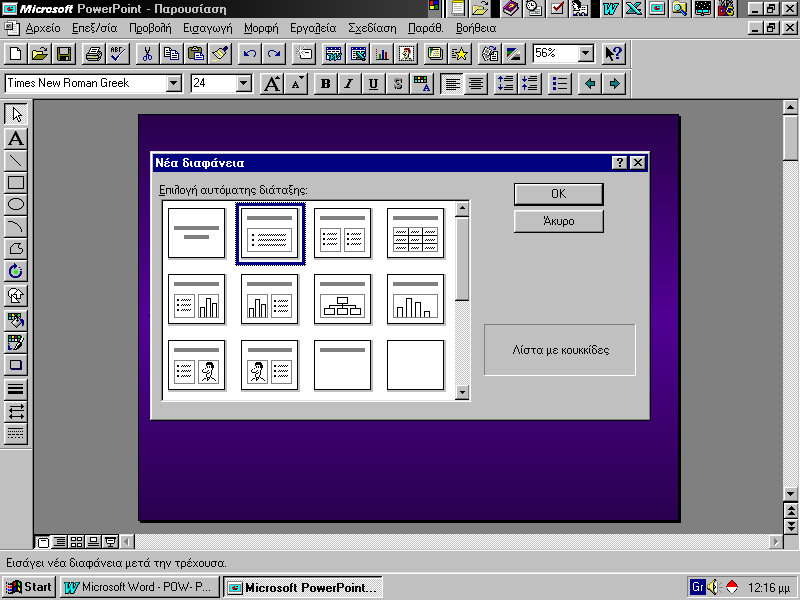 Microsoft PowerPoint - Παρουσίαση
Αρχείο Επεξ/σία Προβολή Εισαγωγή Μορφή Εργαλεία Σχεδίαση Παράθ. Βοήθεια
56%
Times New Roman Greek 24
Νέα διαφάνεια
Επιλογή αυτόματης διάταξης:
OK
Άκυρο
Λίστα με κουκκίδες
Εισάγει νέα διαφάνεια μετά την τρέχουσα.
Start Microsoft Word - POW- P... Microsoft PowerPoint... Gr 12:16 μμ